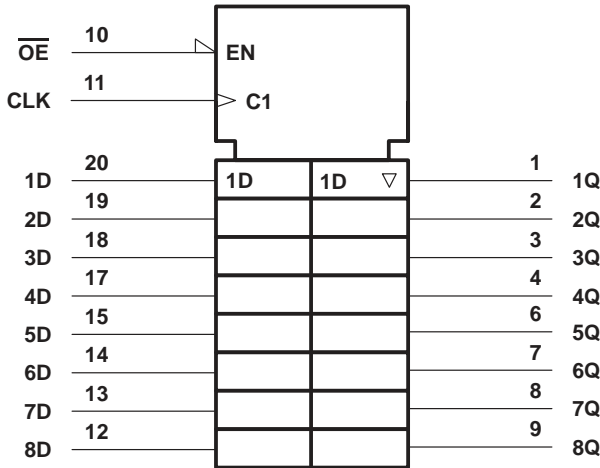 OE 10 EN
CLK 11 C1
1D 20 1D 1D 1 1Q
2D 19 2 2Q
3D 18 3 3Q
4D 17 4 4Q
5D 15 6 5Q
6D 14 7 6Q
7D 13 8 7Q
8D 12 9 8Q